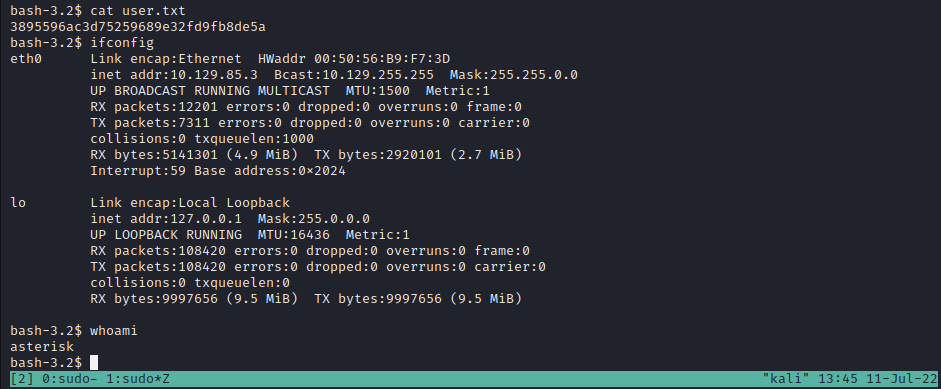 bash-3.2$ cat user.txt
3895596ac3d75259689e32fd9fb8de5a
bash-3.2$ ifconfig
eth0      Link encap:Ethernet  HWaddr 00:50:56:B9:F7:3D
          inet addr:10.129.85.3  Bcast:10.129.255.255  Mask:255.255.0.0
          UP BROADCAST RUNNING MULTICAST  MTU:1500  Metric:1
          RX packets:12201 errors:0 dropped:0 overruns:0 frame:0
          TX packets:7311 errors:0 dropped:0 overruns:0 carrier:0
          collisions:0 txqueuelen:1000
          RX bytes:5141301 (4.9 MiB)  TX bytes:2920101 (2.7 MiB)
          Interrupt:59 Base address:0×2024
lo        Link encap:Local Loopback
          inet addr:127.0.0.1  Mask:255.0.0.0
          UP LOOPBACK RUNNING  MTU:16436  Metric:1
          RX packets:108420 errors:0 dropped:0 overruns:0 frame:0
          TX packets:108420 errors:0 dropped:0 overruns:0 carrier:0
          collisions:0 txqueuelen:0
          RX bytes:9997656 (9.5 MiB)  TX bytes:9997656 (9.5 MiB)
bash-3.2$ whoami
asterisk
bash-3.2$
[2] 0:sudo- 1:sudo*Z "kali" 13:45 11-Jul-22